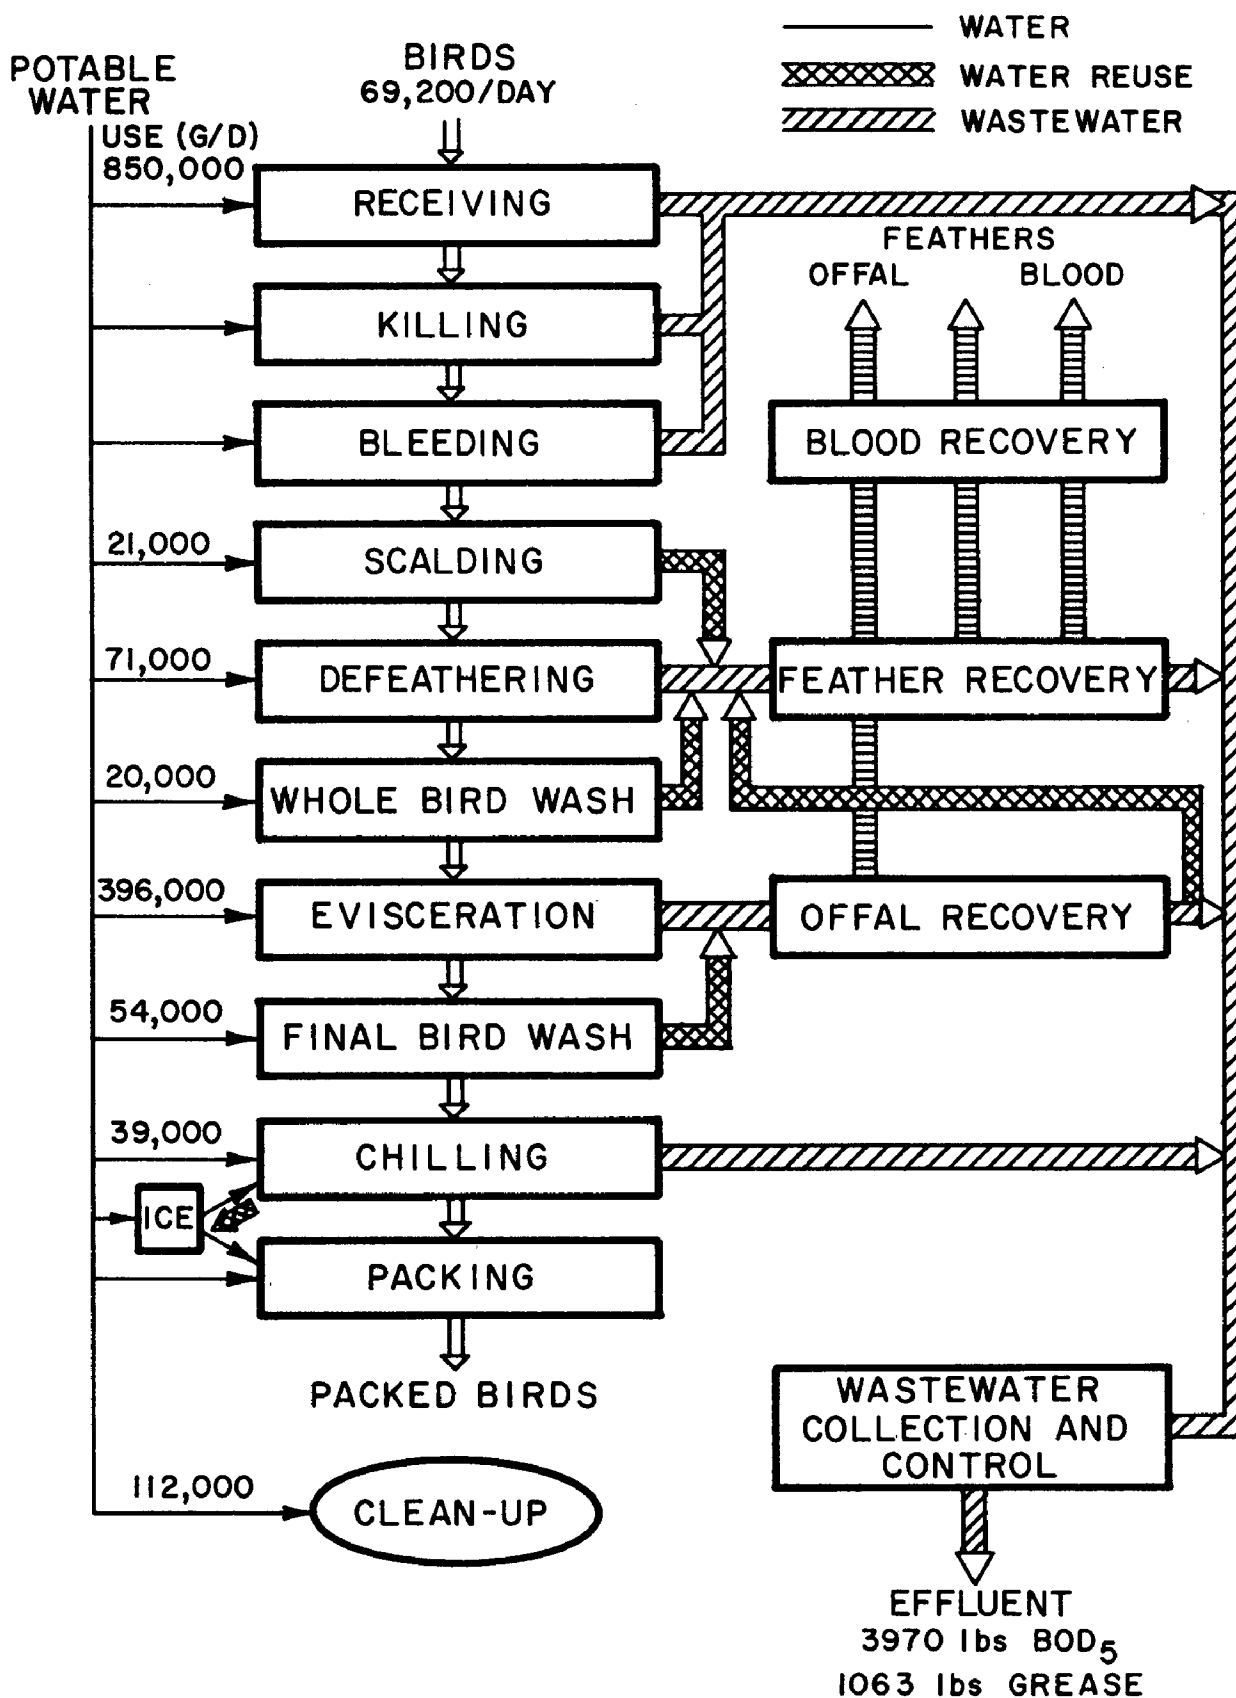 WATER
WATER REUSE
WASTEWATER
POTABLE
WATER
USE (G/D)
850,000
BIRDS
69,200/DAY
RECEIVING
KILLING
BLEEDING
21,000
SCALDING
71,000
DEFEATHERING
20,000
WHOLE BIRD WASH
396,000
EVISCERATION
54,000
FINAL BIRD WASH
39,000
CHILLING
ICE
PACKING
PACKED BIRDS
112,000
CLEAN-UP
FEATHERS
OFFAL
BLOOD
BLOOD RECOVERY
FEATHER RECOVERY
OFFAL RECOVERY
WASTEWATER
COLLECTION AND
CONTROL
EFFLUENT
3970 lbs BOD₅
1063 lbs GREASE